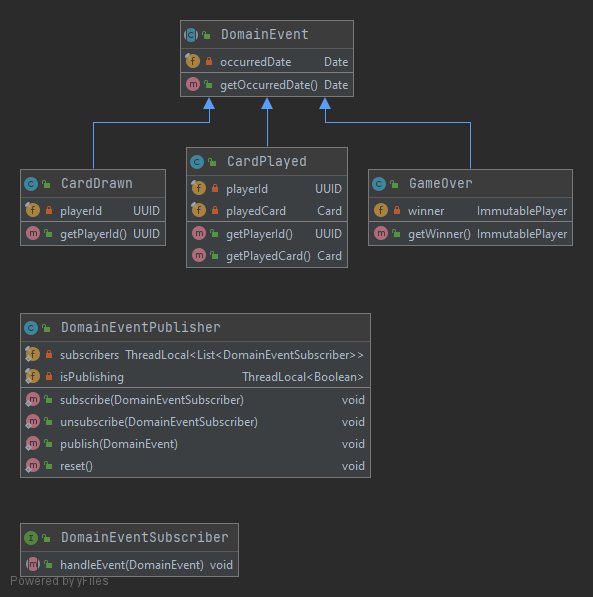 DomainEvent
occurredDate Date
getOccurredDate() Date
CardDrawn
playerId UUID
getPlayerId() UUID
CardPlayed
playerId UUID
playedCard Card
getPlayerId() UUID
getPlayedCard() Card
GameOver
winner ImmutablePlayer
getWinner() ImmutablePlayer
DomainEventPublisher
subscribers ThreadLocal<List<DomainEventSubscriber>>
isPublishing ThreadLocal<Boolean>
subscribe(DomainEventSubscriber) void
unsubscribe(DomainEventSubscriber) void
publish(DomainEvent) void
reset() void
DomainEventSubscriber
handleEvent(DomainEvent) void
Powered by yFiles